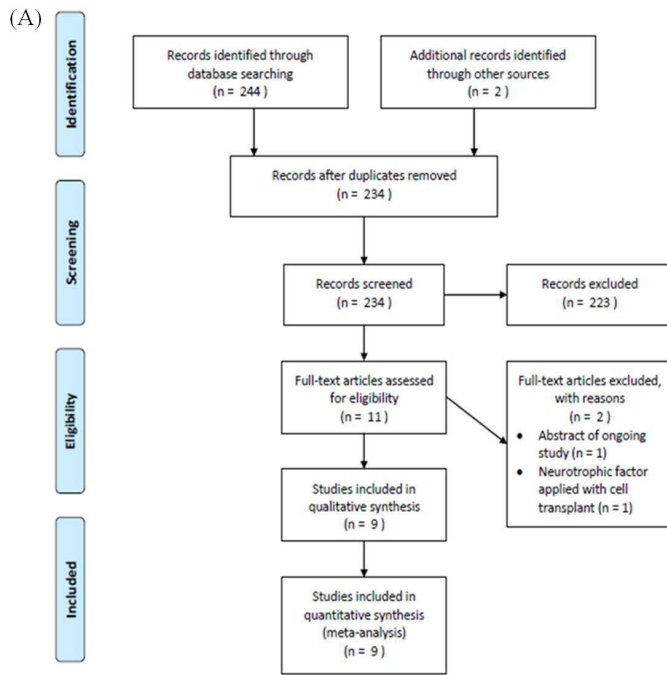 (A)
Identification
Records identified through
database searching
(n = 244 )
Additional records identified
through other sources
(n = 2 )
Records after duplicates removed
(n = 234 )
Screening
Records screened
(n = 234 )
Records excluded
(n = 223 )
Eligibility
Full-text articles assessed
for eligibility
(n = 11 )
Full-text articles excluded,
with reasons
(n = 2 )
• Abstract of ongoing
study (n = 1)
• Neurotrophic factor
applied with cell
transplant (n = 1)
Studies included in
qualitative synthesis
(n = 9 )
Included
Studies included in
quantitative synthesis
(meta-analysis)
(n = 9 )